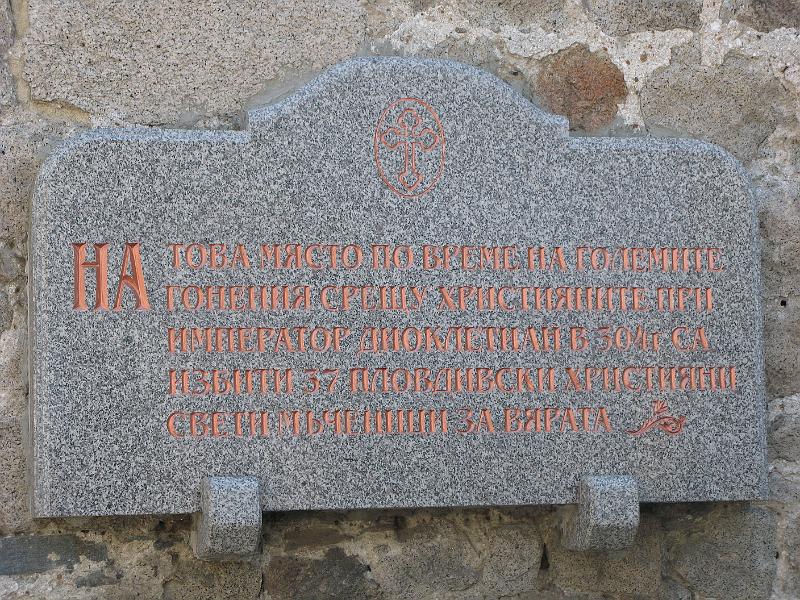 НА ТОВА МЯСТО ПО ВРЕМЕ НА ГОЛЕМИТЕ
ГОНЕНИЯ СРЕЩУ ХРИСТИЯНИТЕ ПРИ
ИМПЕРАТОР ДИОКЛЕТИАН В 304г СА
ИЗБИТИ 37 ПЛОВДИВСКИ ХРИСТИЯНИ
СВЕТИ МЪЧЕНИЦИ ЗА ВЯРАТА